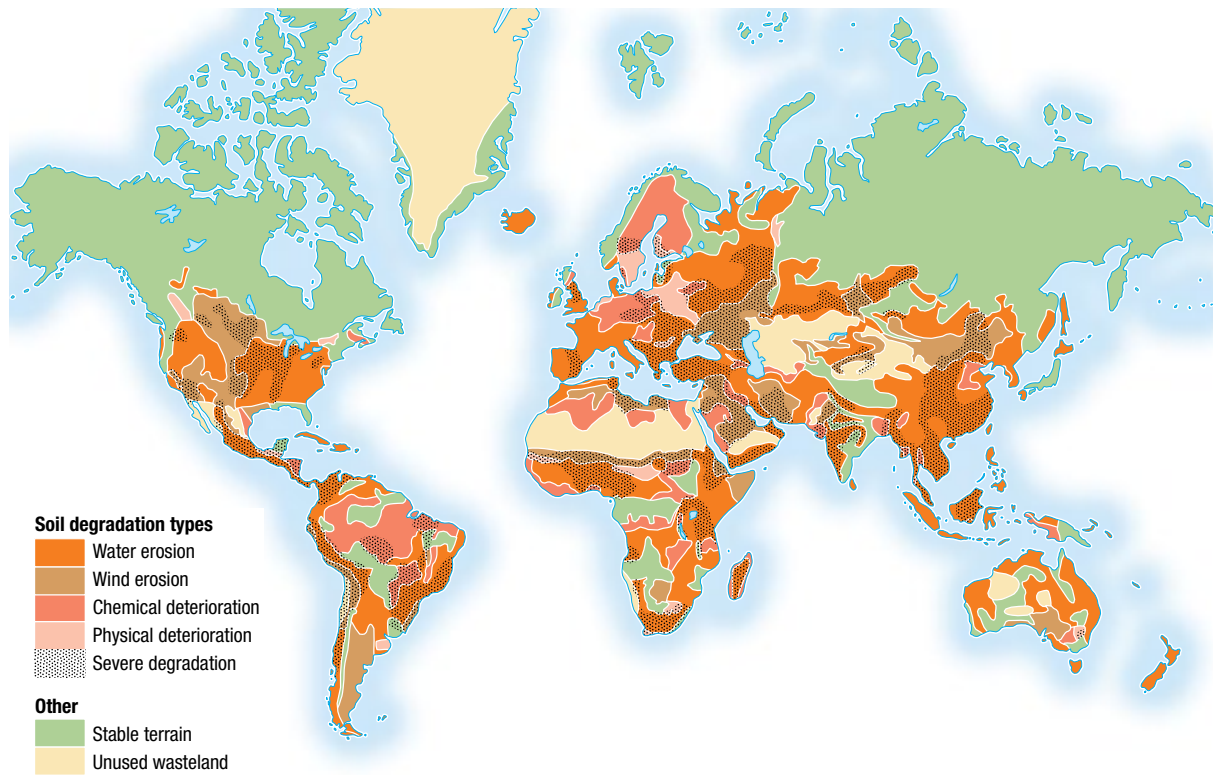 Soil degradation types
Water erosion
Wind erosion
Chemical deterioration
Physical deterioration
Severe degradation
Other
Stable terrain
Unused wasteland